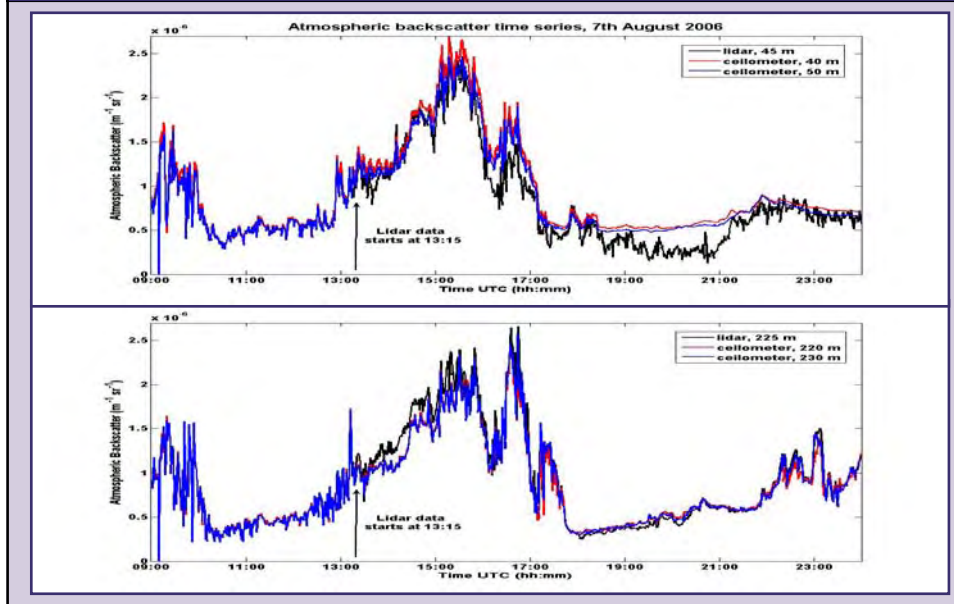 Atmospheric backscatter time series, 7th August 2006
x 10⁻⁶
lidar, 45 m
ceilometer, 40 m
ceilometer, 50 m
Atmospheric Backscatter (m⁻¹ sr⁻¹)
2.5
2
1.5
1
0.5
0
Lidar data
starts at 13:15
09:00 11:00 13:00 15:00 17:00 19:00 21:00 23:00
Time UTC (hh:mm)
x 10⁻⁶
lidar, 225 m
ceilometer, 220 m
ceilometer, 230 m
Atmospheric Backscatter (m⁻¹ sr⁻¹)
2.5
2
1.5
1
0.5
0
Lidar data
starts at 13:15
09:00 11:00 13:00 15:00 17:00 19:00 21:00 23:00
Time UTC (hh:mm)